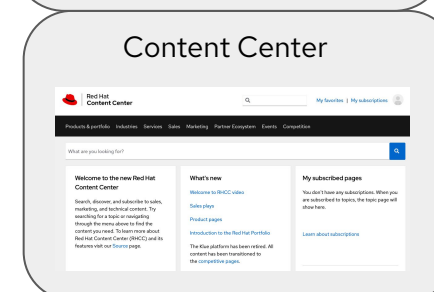 Content Center
Red Hat
Content Center
My favorites | My subscriptions
Products & portfolio Industries Services Sales Marketing Partner Ecosystem Events Competition
What are you looking for?
Welcome to the new Red Hat
Content Center
Search, discover, and subscribe to sales,
marketing, and technical content. Try
searching for a topic or navigating
through the menu above to find the
content you need. To learn more about
Red Hat Content Center (RHCC) and its
features visit our Source page.
What's new
Welcome to RHCC video
Sales plays
Product pages
Introduction to the Red Hat Portfolio
The Klue platform has been retired. All
content has been transitioned to
the competitive pages.
My subscribed pages
You don't have any subscriptions. When you
are subscribed to topics, the topic page will
show here.
Learn about subscriptions